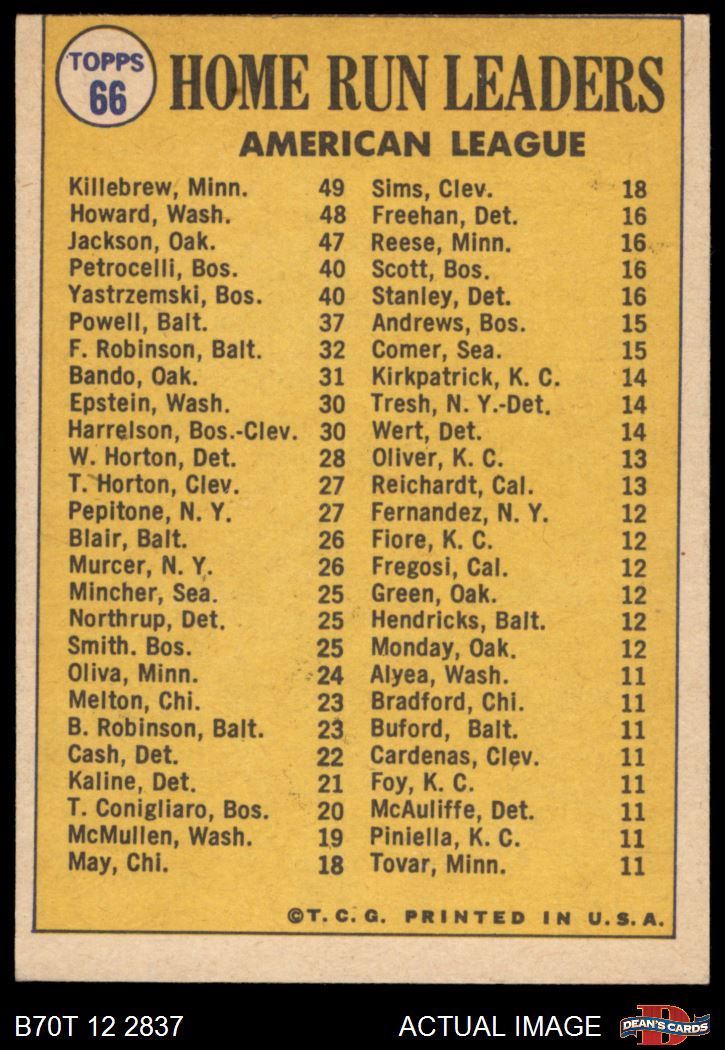 TOPPS
66
HOME RUN LEADERS
AMERICAN LEAGUE
Killebrew, Minn. 49
Howard, Wash. 48
Jackson, Oak. 47
Petrocelli, Bos. 40
Yastrzemski, Bos. 40
Powell, Balt. 37
F. Robinson, Balt. 32
Bando, Oak. 31
Epstein, Wash. 30
Harrelson, Bos.-Clev. 30
W. Horton, Det. 28
T. Horton, Clev. 27
Pepitone, N. Y. 27
Blair, Balt. 26
Murcer, N. Y. 26
Mincher, Sea. 25
Northrup, Det. 25
Smith. Bos. 25
Oliva, Minn. 24
Melton, Chi. 23
B. Robinson, Balt. 23
Cash, Det. 22
Kaline, Det. 21
T. Conigliaro, Bos. 20
McMullen, Wash. 19
May, Chi. 18
Sims, Clev. 18
Freehan, Det. 16
Reese, Minn. 16
Scott, Bos. 16
Stanley, Det. 16
Andrews, Bos. 15
Comer, Sea. 15
Kirkpatrick, K. C. 14
Tresh, N. Y.-Det. 14
Wert, Det. 14
Oliver, K. C. 13
Reichardt, Cal. 13
Fernandez, N. Y. 12
Fiore, K. C. 12
Fregosi, Cal. 12
Green, Oak. 12
Hendricks, Balt. 12
Monday, Oak. 12
Alyea, Wash. 11
Bradford, Chi. 11
Buford, Balt. 11
Cardenas, Clev. 11
Foy, K. C. 11
McAuliffe, Det. 11
Piniella, K. C. 11
Tovar, Minn. 11
©T. C. G. PRINTED IN U. S. A.
B70T 12 2837 ACTUAL IMAGE
D
DEAN'S CARDS